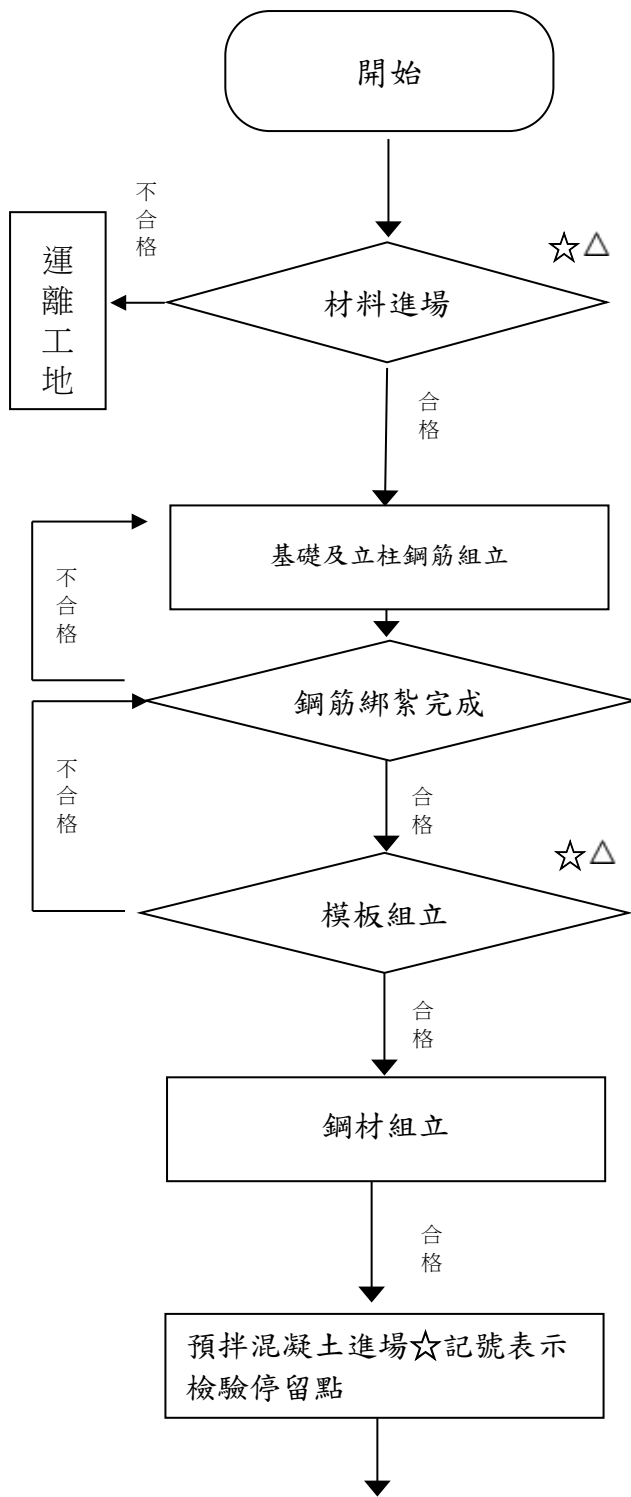 開始
不合格
☆△
運離工地
材料進場
合格
基礎及立柱鋼筋組立
不合格
鋼筋綁紮完成
不合格
合格
☆△
模板組立
合格
鋼材組立
合格
預拌混凝土進場☆記號表示
檢驗停留點